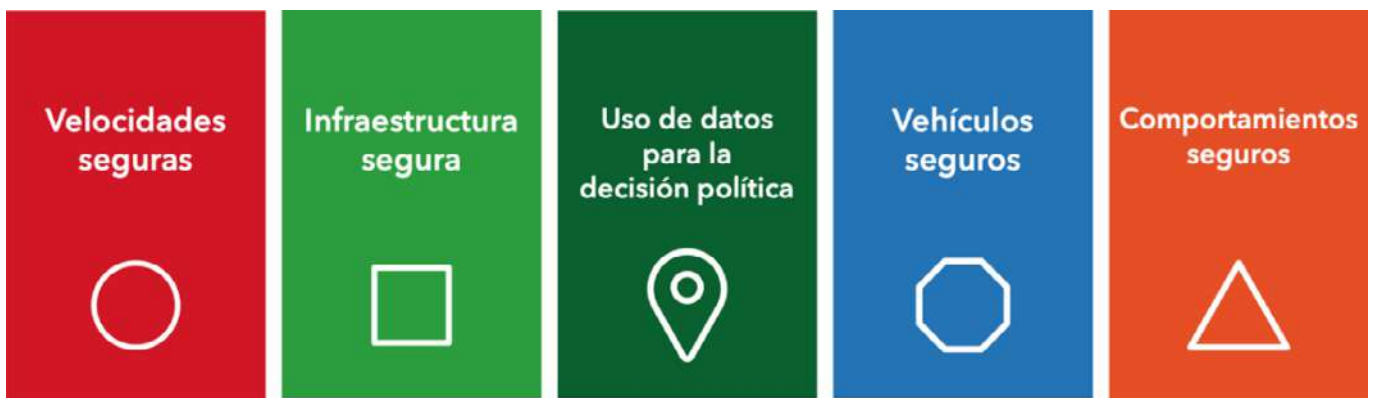 Velocidades
seguras
Infraestructura
segura
Uso de datos
para la
decisión política
Vehículos
seguros
Comportamientos
seguros